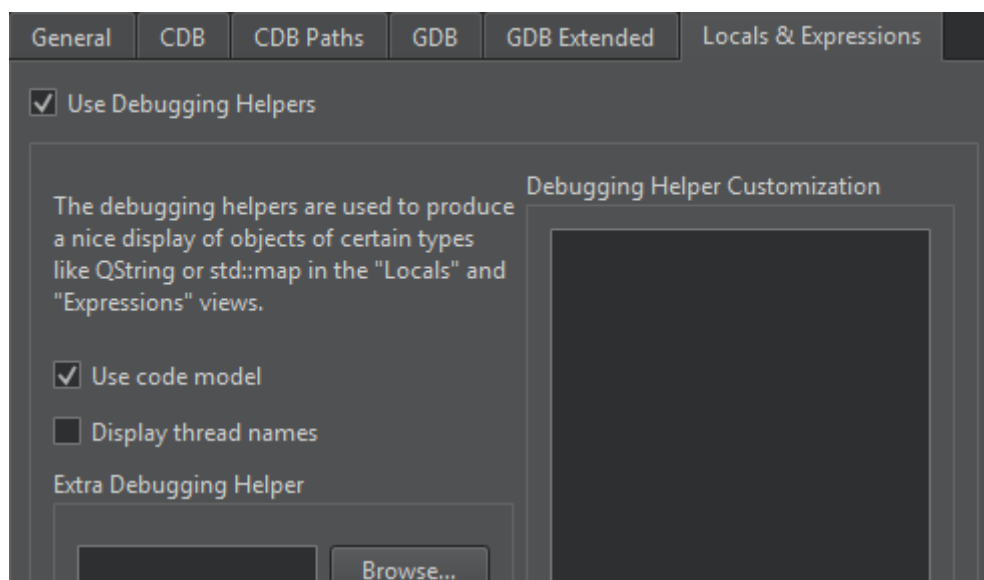 General CDB CDB Paths GDB GDB Extended Locals & Expressions
Use Debugging Helpers
The debugging helpers are used to produce
a nice display of objects of certain types
like QString or std::map in the "Locals" and
"Expressions" views.
Use code model
Display thread names
Extra Debugging Helper
Browse...
Debugging Helper Customization